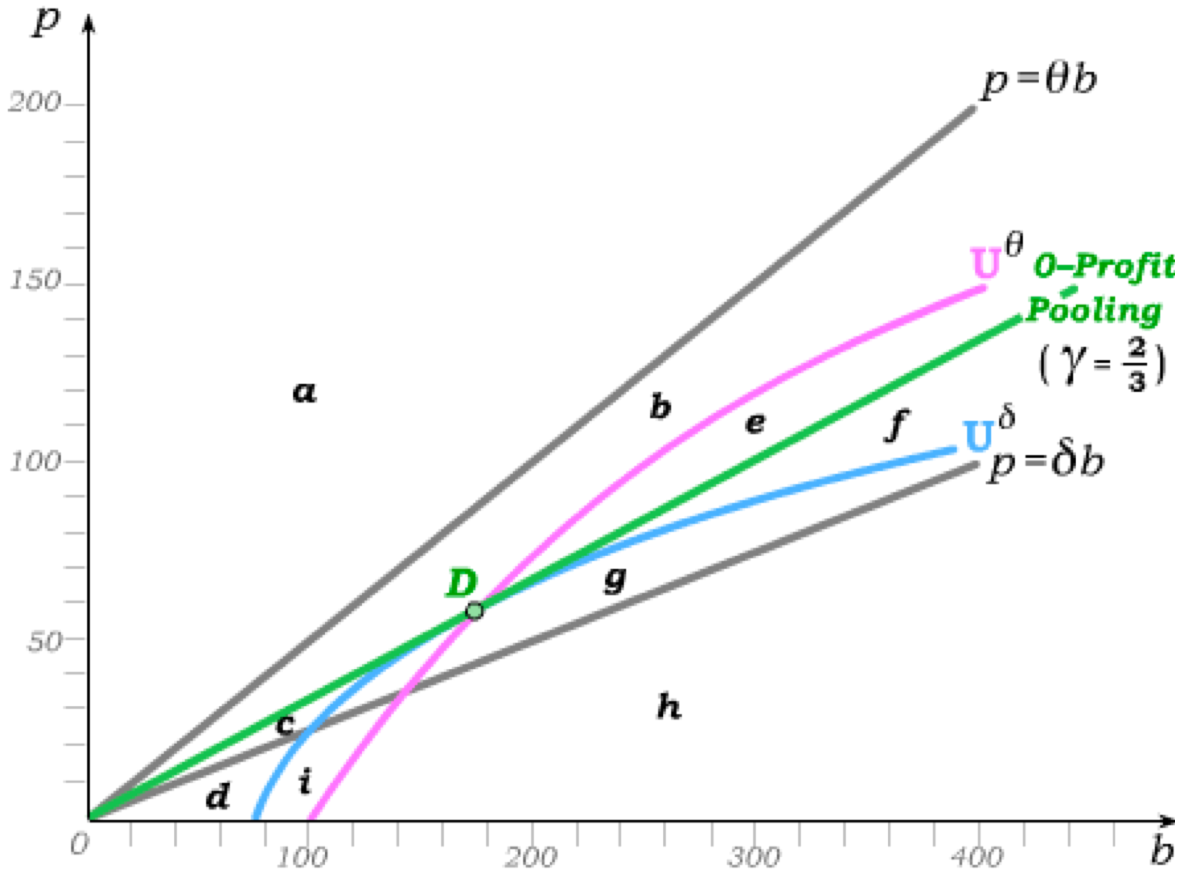 p
200
p=θb
U^θ
0-Profit
Pooling
(γ = 2/3)
150
a
b
e
f
U^δ
100
p=δb
D
g
50
h
c
i
d
0
100
200
300
400
b